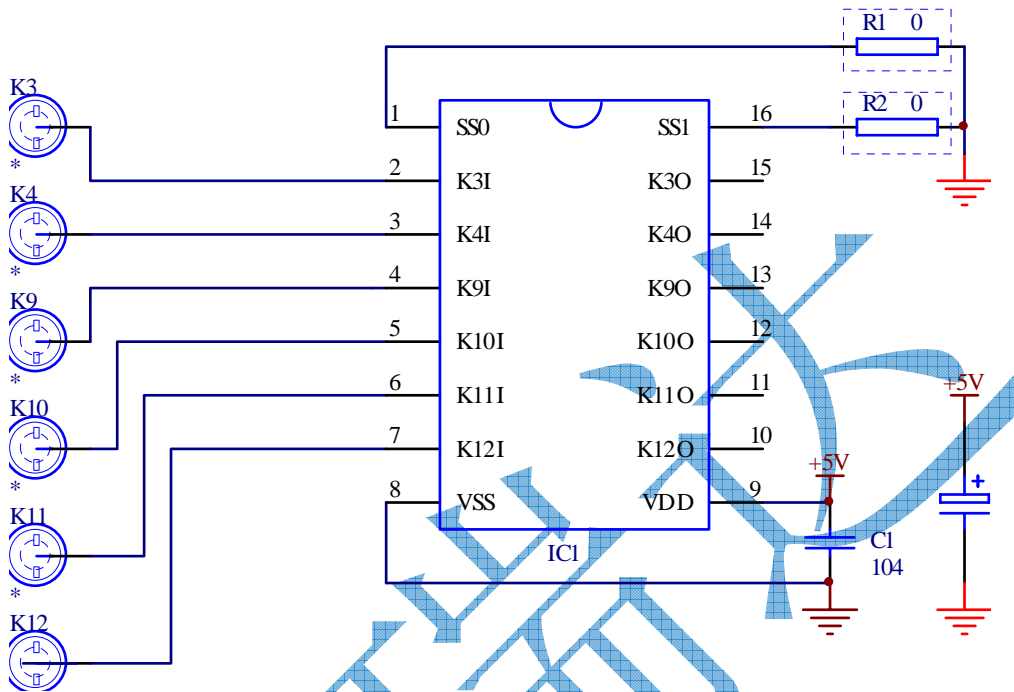 R1 0
R2 0
K3
*
K4
*
K9
*
K10
*
K11
*
K12
1 SS0 SS1 16
2 K3I K3O 15
3 K4I K4O 14
4 K9I K9O 13
5 K10I K10O 12
6 K11I K11O 11
7 K12I K12O 10
8 VSS VDD 9
IC1
+5V
C1
104
+5V
+